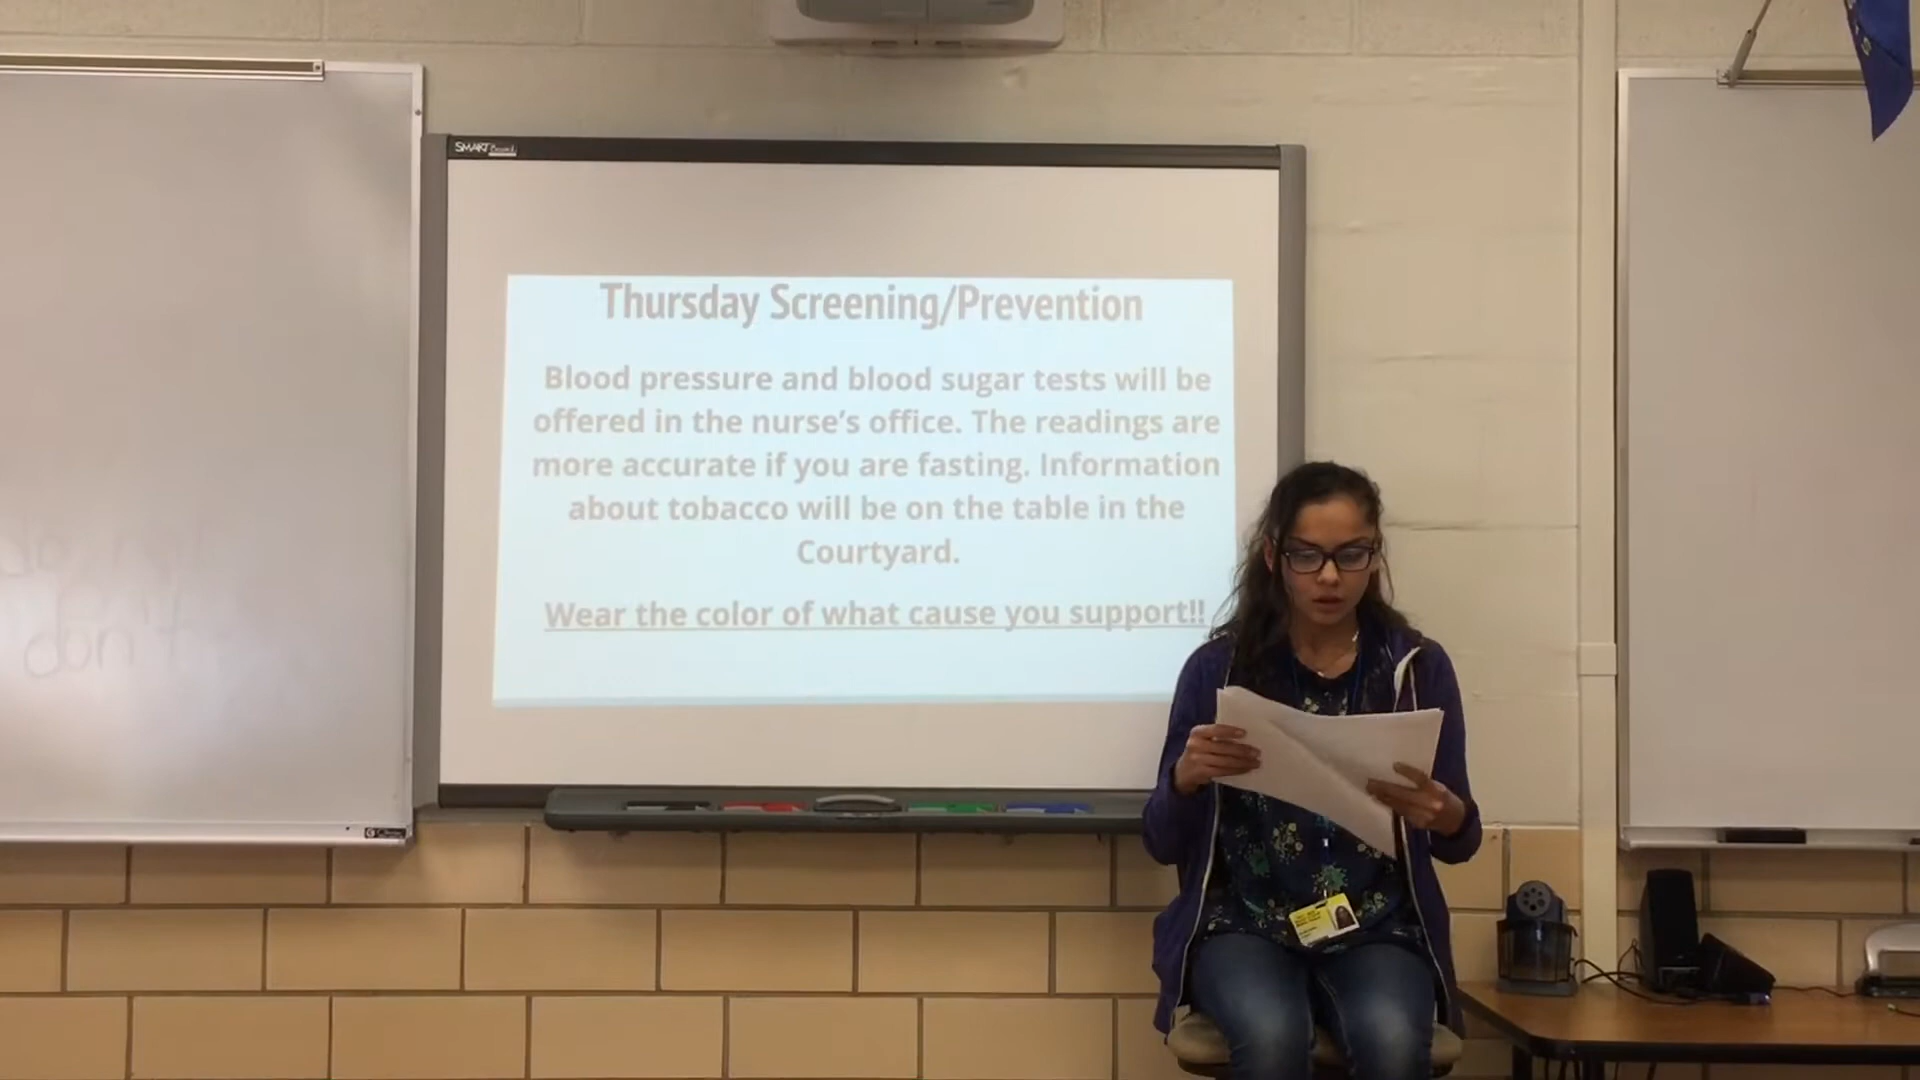 SMART Board
Thursday Screening/Prevention
Blood pressure and blood sugar tests will be
offered in the nurse's office. The readings are
more accurate if you are fasting. Information
about tobacco will be on the table in the
Courtyard.
Wear the color of what cause you support!!
don't